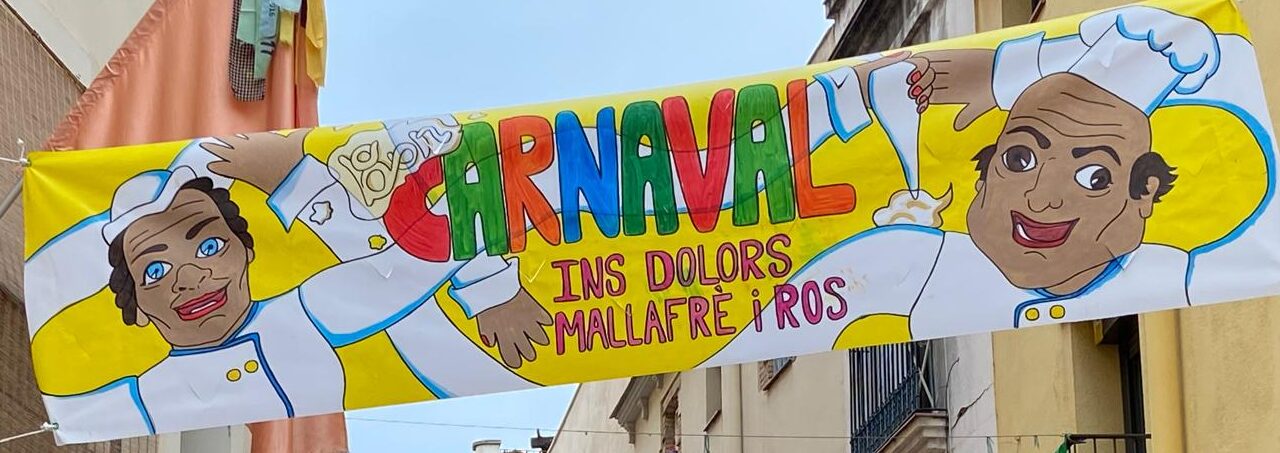 CARNAVAL
INS DOLORS
MALLAFRÈ i ROS